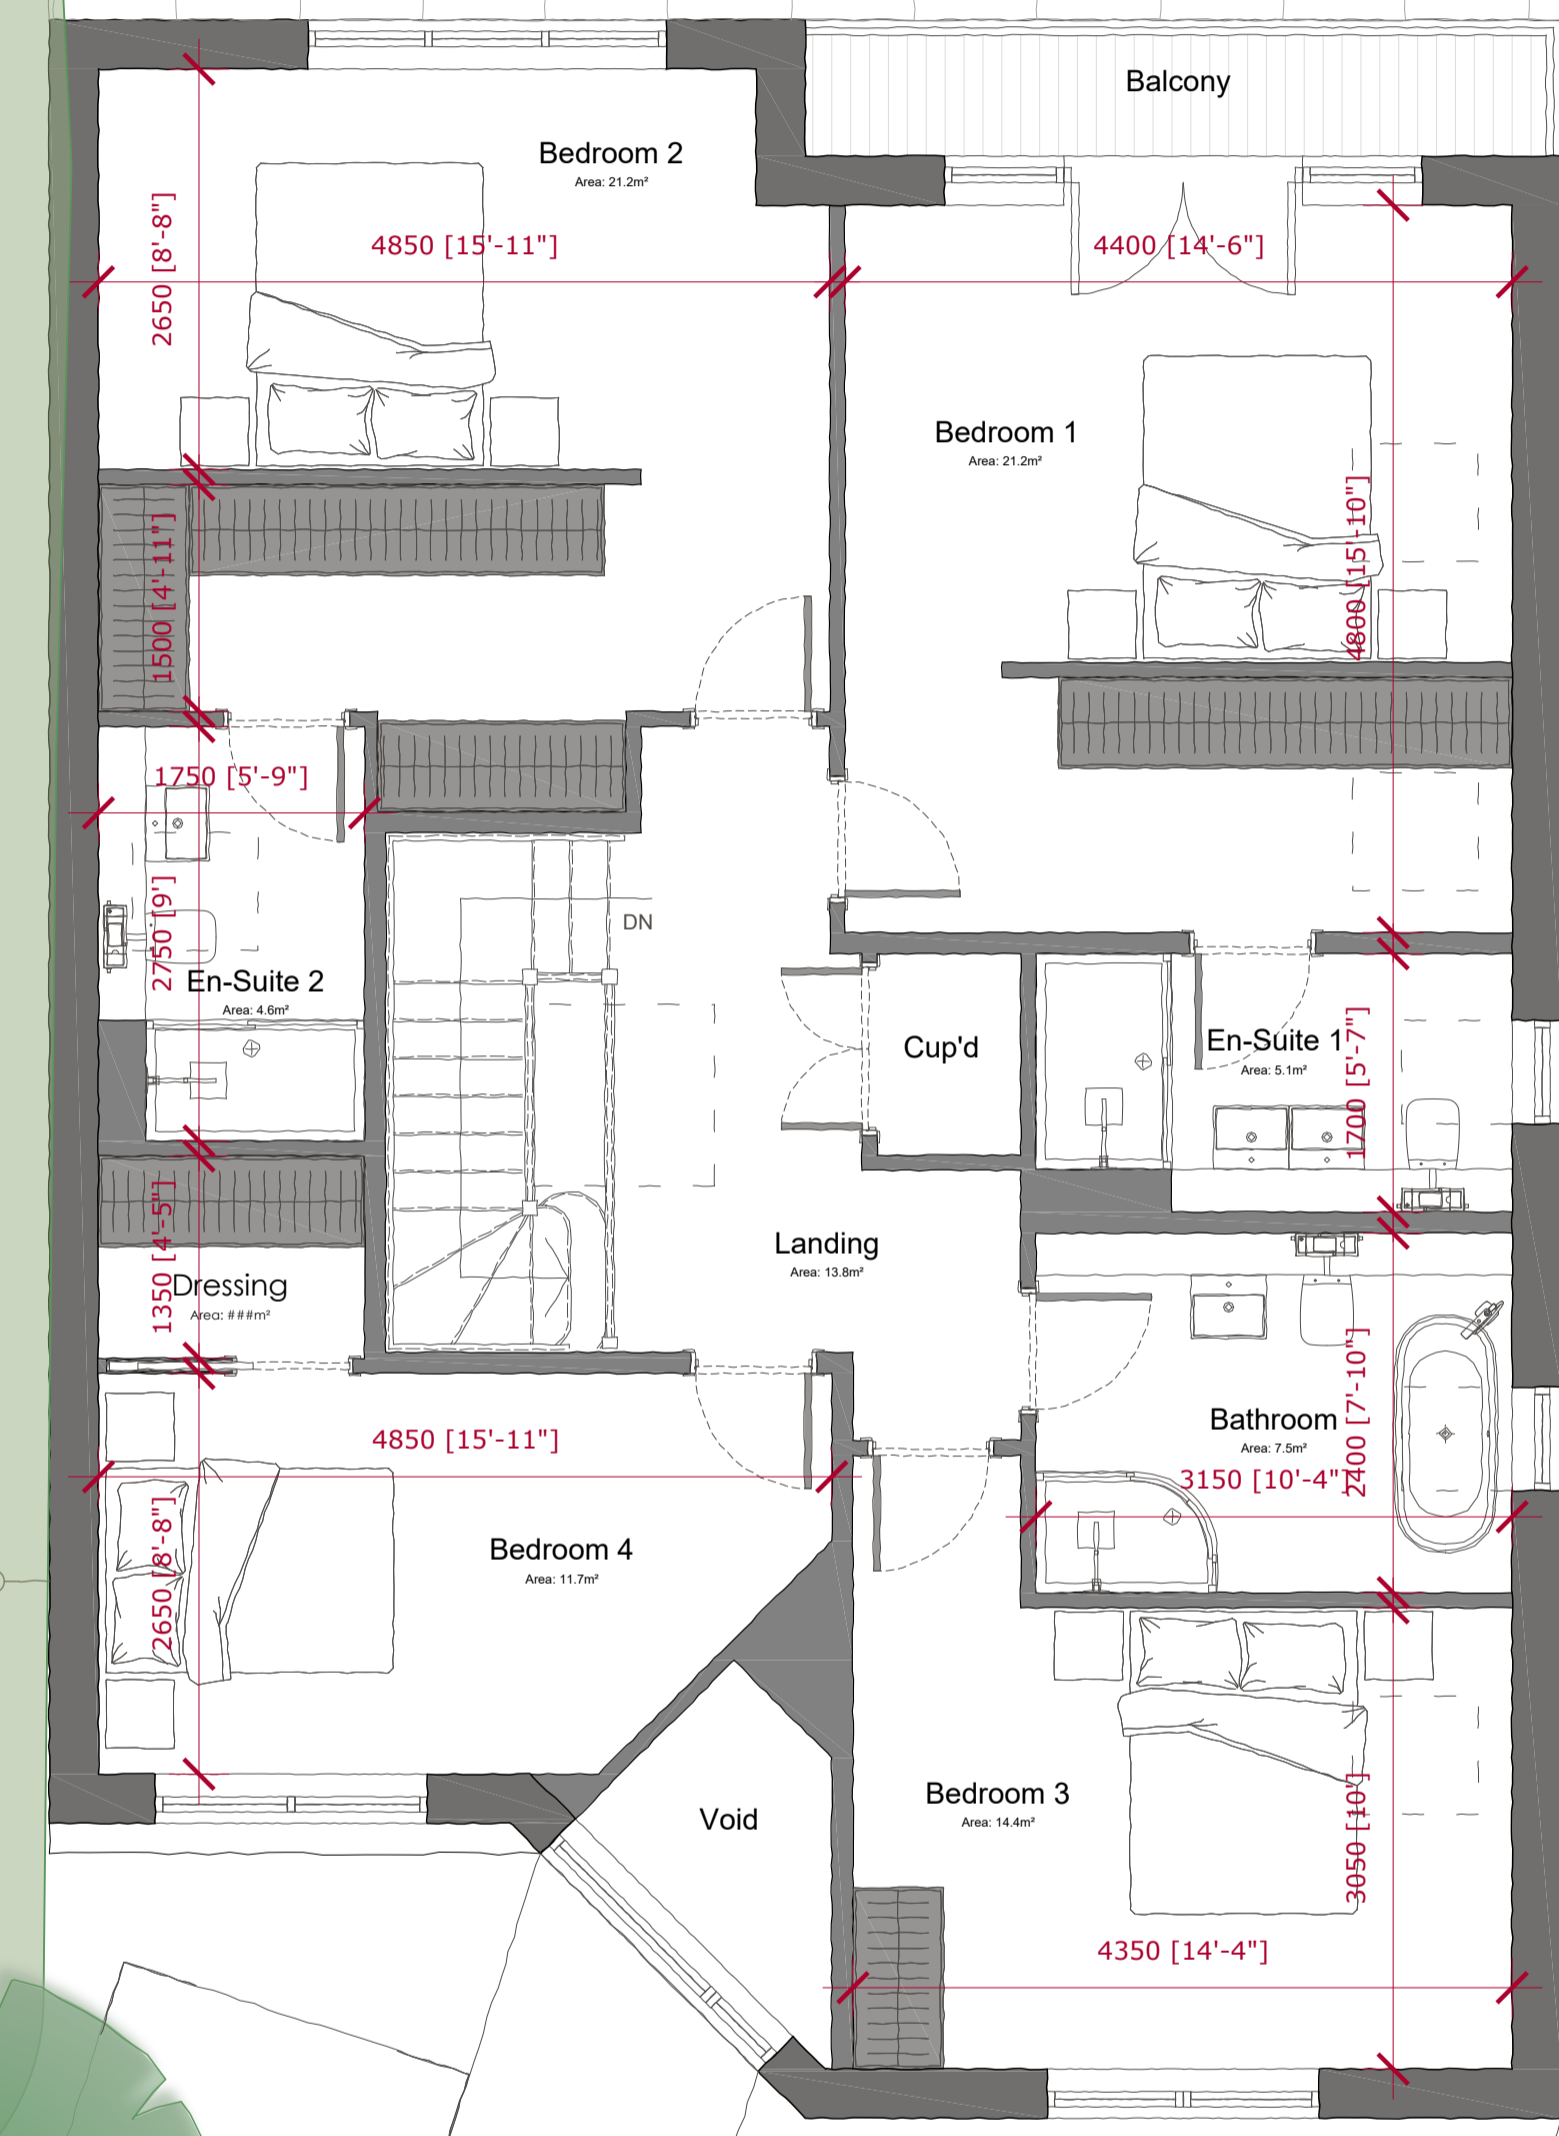 Balcony
Bedroom 2
Area: 21.2m²
2650 [8'-8"]
4850 [15'-11"]
4400 [14'-6"]
Bedroom 1
Area: 21.2m²
4800 [15'-10"]
1500 [4'-11"]
1750 [5'-9"]
2750 [9']
DN
En-Suite 2
Area: 4.6m²
Cup'd
En-Suite 1
Area: 5.1m²
1700 [5'-7"]
Landing
Area: 13.8m²
1350 [4'-5"]
Dressing
Area: ###m²
Bathroom
Area: 7.5m²
2400 [7'-10"]
3150 [10'-4"]
4850 [15'-11"]
Bedroom 4
Area: 11.7m²
2650 [8'-8"]
Void
Bedroom 3
Area: 14.4m²
3050 [10']
4350 [14'-4"]